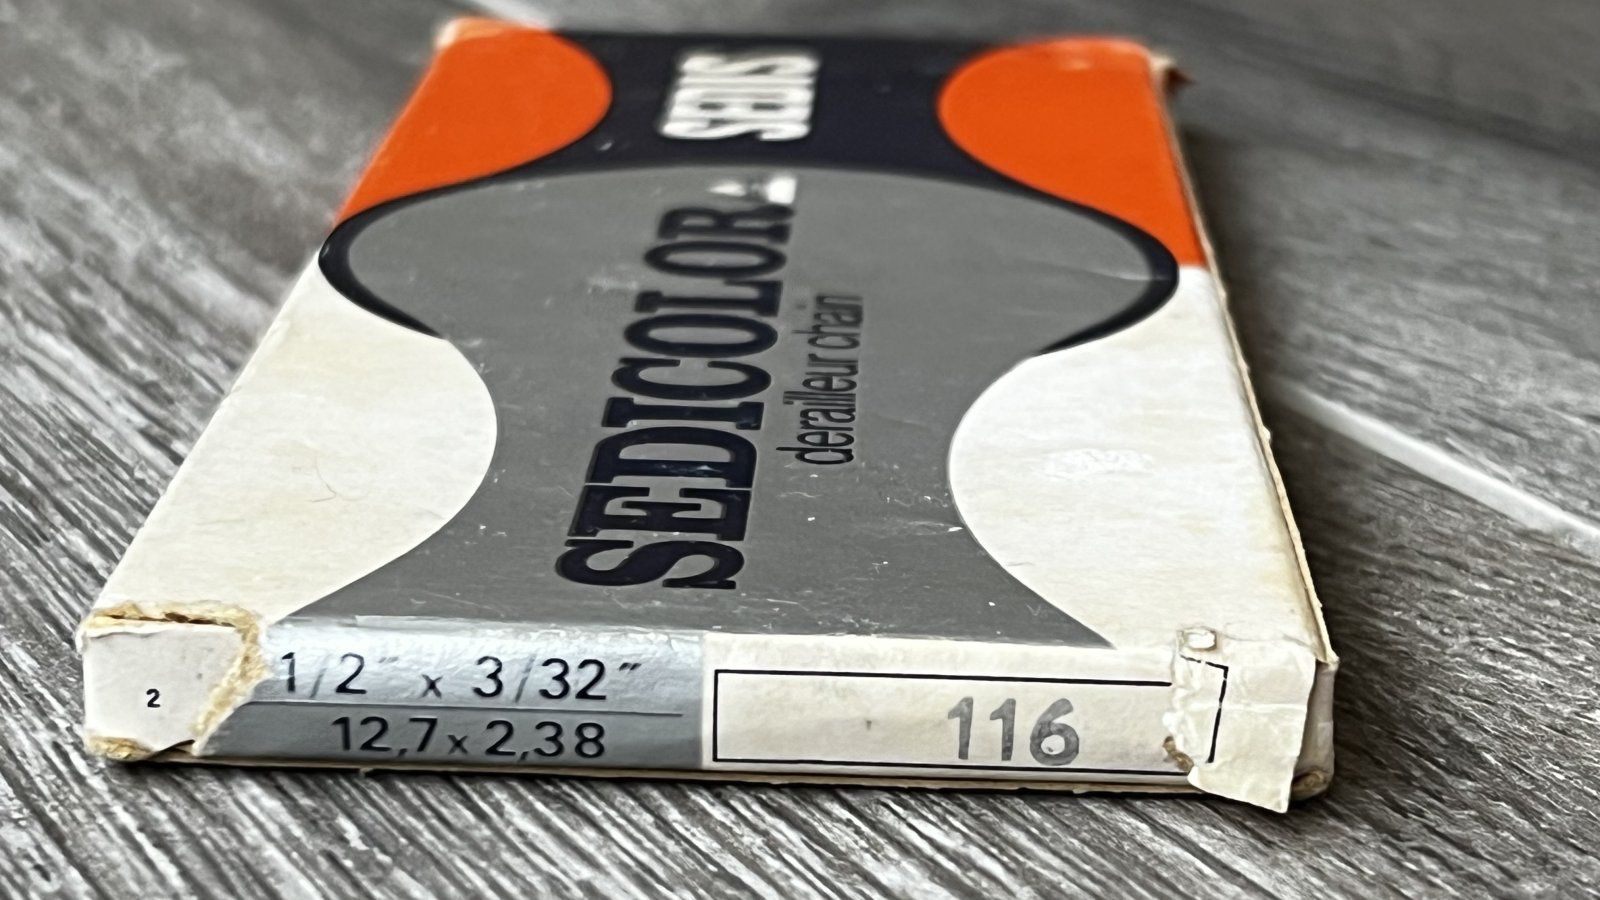 SEDIS
SEDICOLOR
derailleur chain
2
1/2" x 3/32"
12,7 x 2,38
116